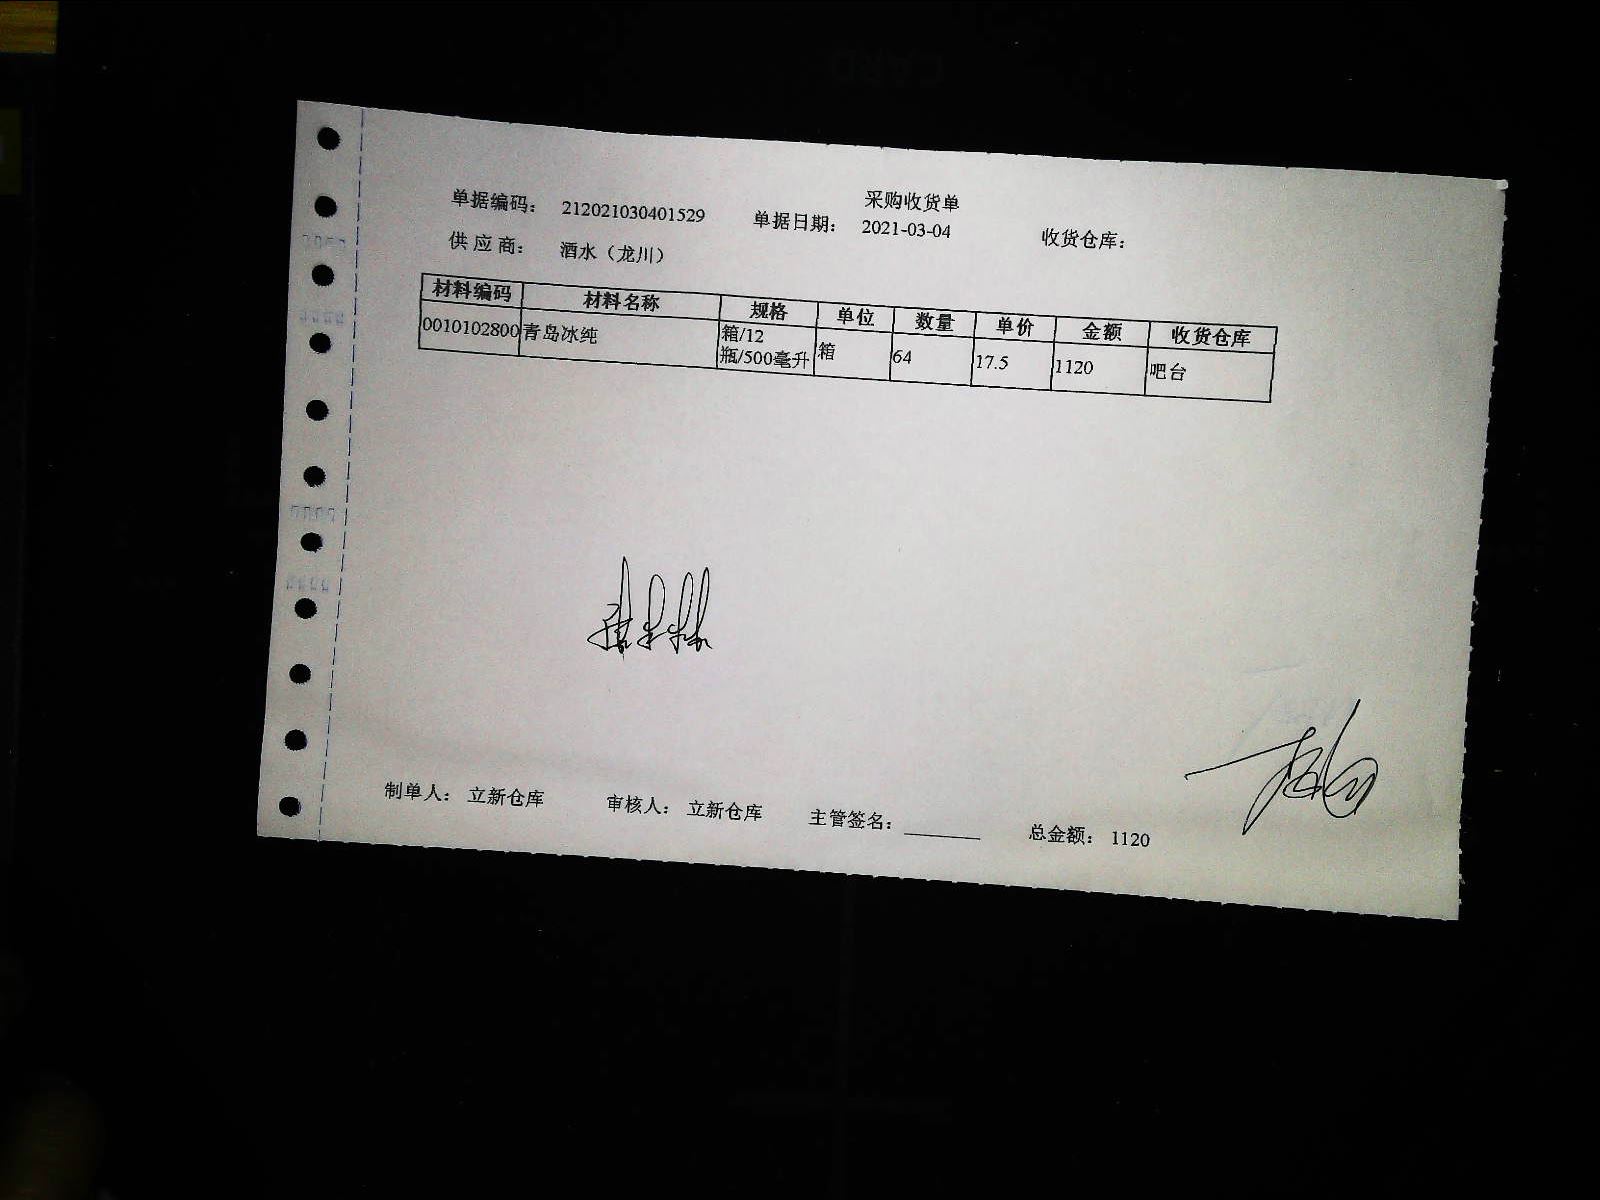 采购收货单
单据编码： 212021030401529 单据日期： 2021-03-04 收货仓库：
供 应 商： 酒水（龙川）
材料编码 材料名称 规格 单位 数量 单价 金额 收货仓库
0010102800 青岛冰纯 箱/12 瓶/500毫升 箱 64 17.5 1120 吧台
制单人： 立新仓库 审核人： 立新仓库 主管签名： 总金额： 1120